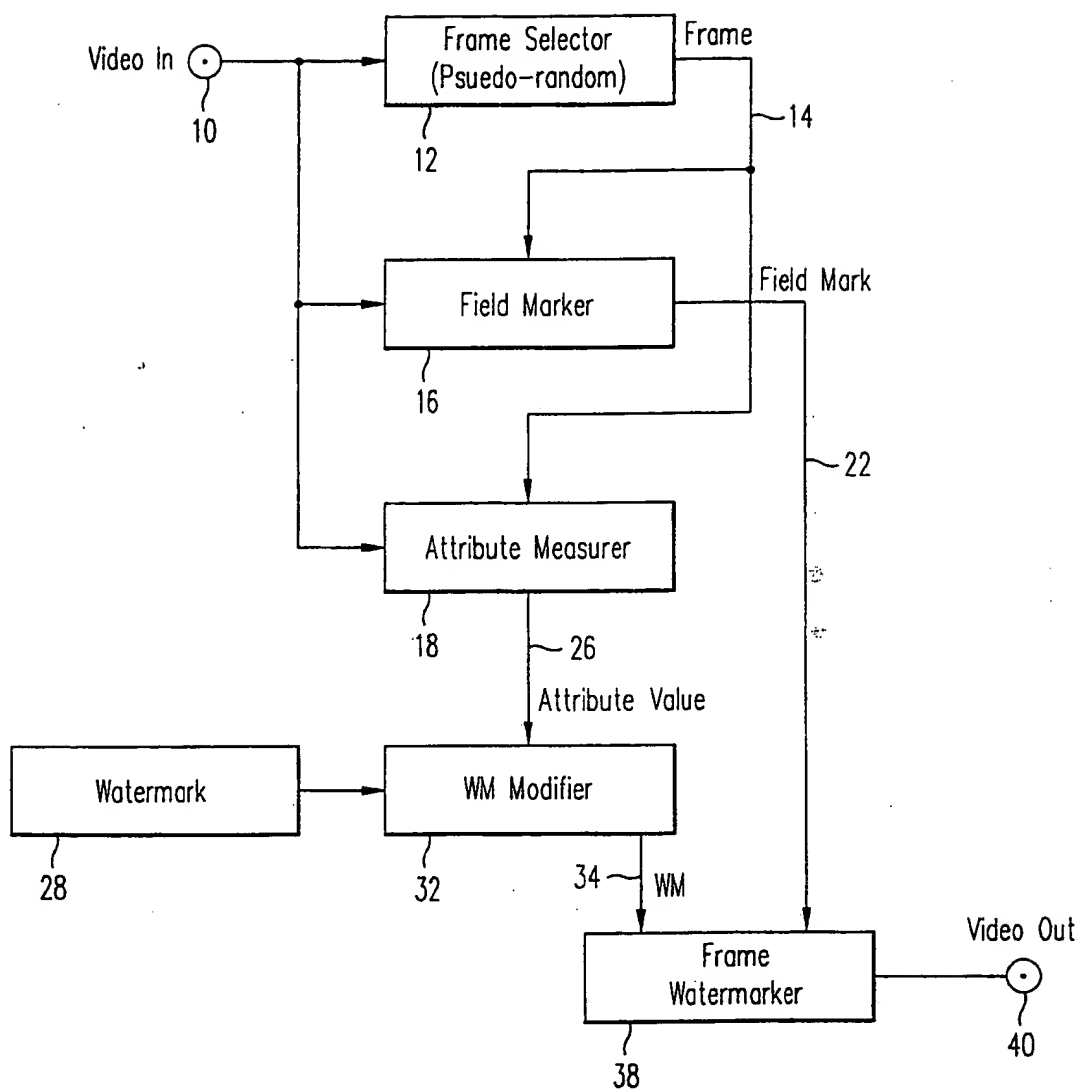 Video In
10
Frame Selector
(Psuedo-random)
12
Frame
14
Field Marker
16
Field Mark
22
Attribute Measurer
18
26
Attribute Value
Watermark
28
WM Modifier
32
34
WM
Frame
Watermarker
38
Video Out
40